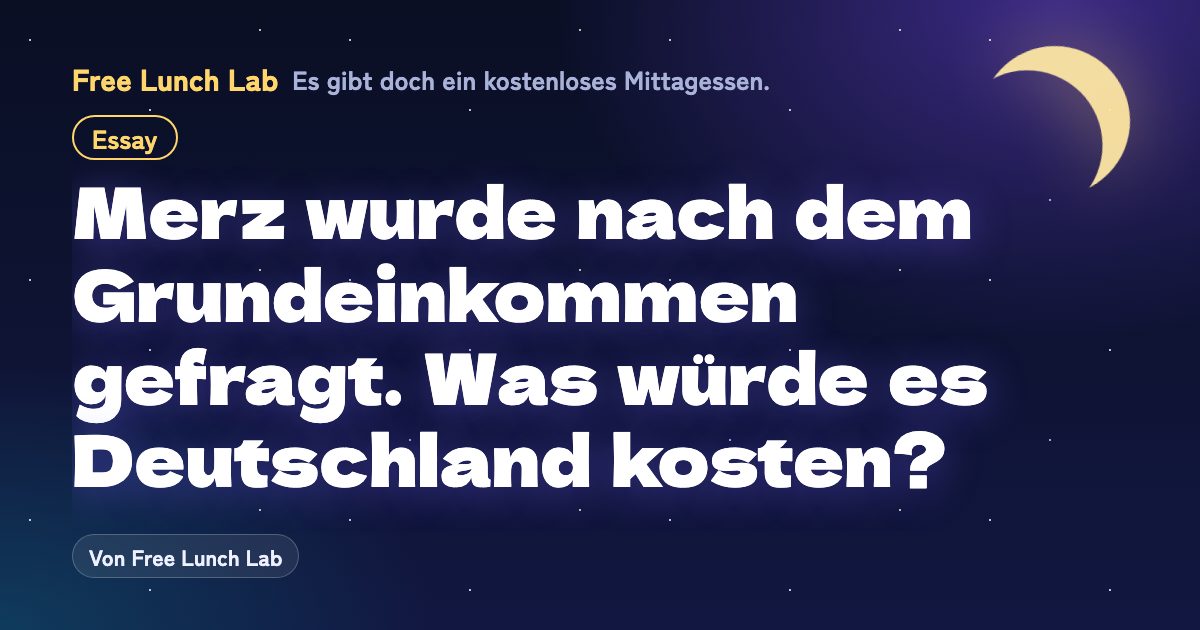 Free Lunch Lab Es gibt doch ein kostenloses Mittagessen.
Essay
Merz wurde nach dem
Grundeinkommen
gefragt. Was würde es
Deutschland kosten?
Von Free Lunch Lab